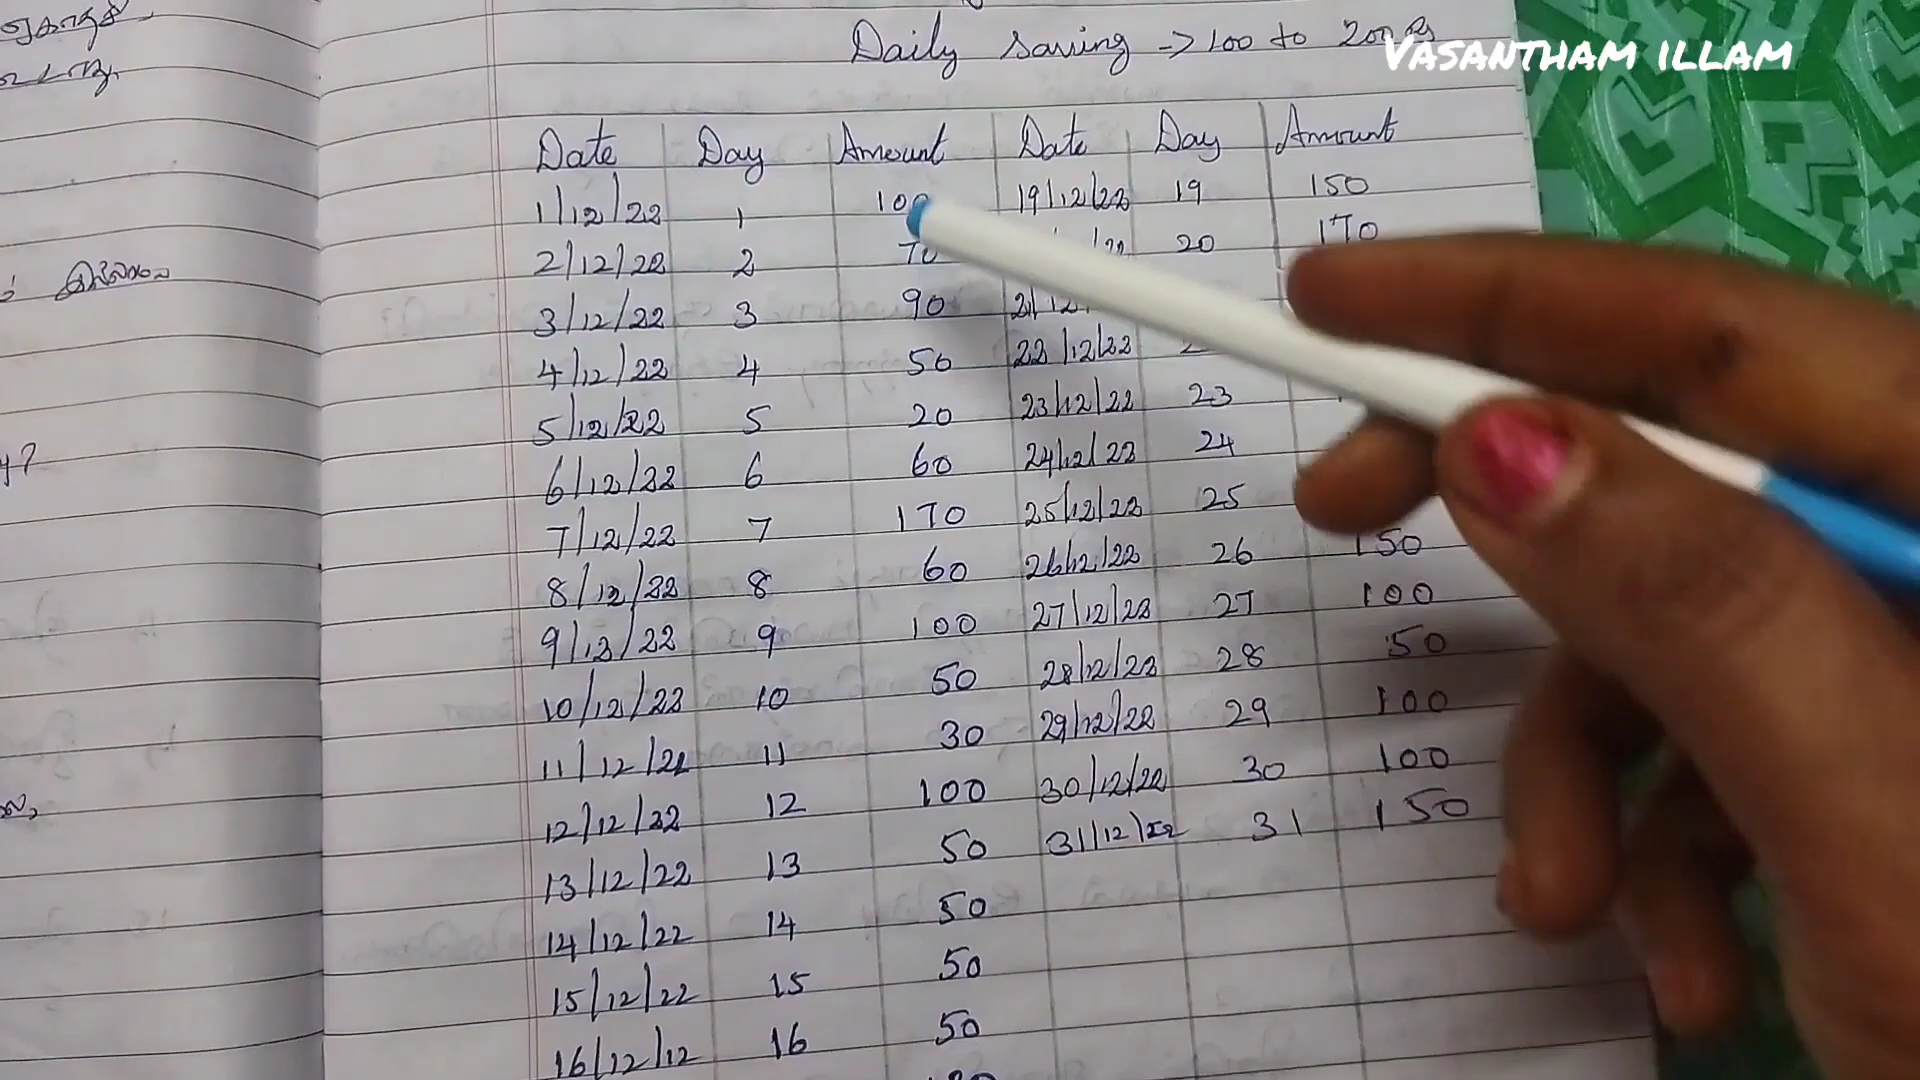 Daily saving → 100 to 200 Rs
VASANTHAM ILLAM
Date Day Amount Date Day Amount
1/12/22 1 100 19/12/22 19 150
2/12/22 2 70 /22 20 170
3/12/22 3 90 21/12
4/12/22 4 50 22/12/22
5/12/22 5 20 23/12/22 23
6/12/22 6 60 24/12/22 24
7/12/22 7 170 25/12/22 25
8/12/22 8 60 26/12/22 26 150
9/12/22 9 100 27/12/22 27 100
10/12/22 10 50 28/12/22 28 50
11/12/22 11 30 29/12/22 29 100
12/12/22 12 100 30/12/22 30 100
13/12/22 13 50 31/12/22 31 150
14/12/22 14 50
15/12/22 15 50
16/12/12 16 50